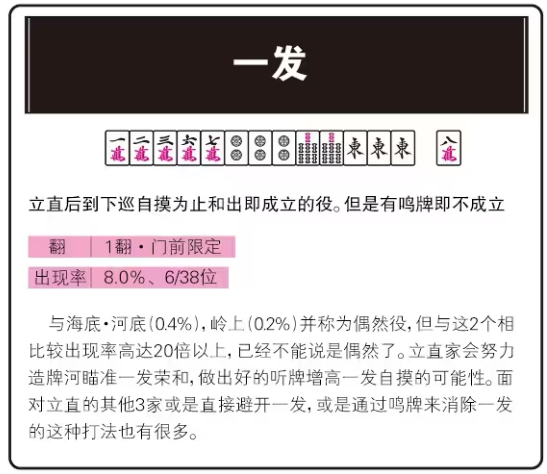 一发
一萬 二萬 三萬 六萬 七萬 東 東 東 八萬
立直后到下巡自摸为止和出即成立的役。但是有鸣牌即不成立
翻 1翻・门前限定
出现率 8.0%、6/38位
与海底・河底(0.4%),岭上(0.2%)并称为偶然役,但与这2个相
比较出现率高达20倍以上,已经不能说是偶然了。立直家会努力
造牌河瞄准一发荣和,做出好的听牌增高一发自摸的可能性。面
对立直的其他3家或是直接避开一发,或是通过鸣牌来消除一发
的这种打法也有很多。